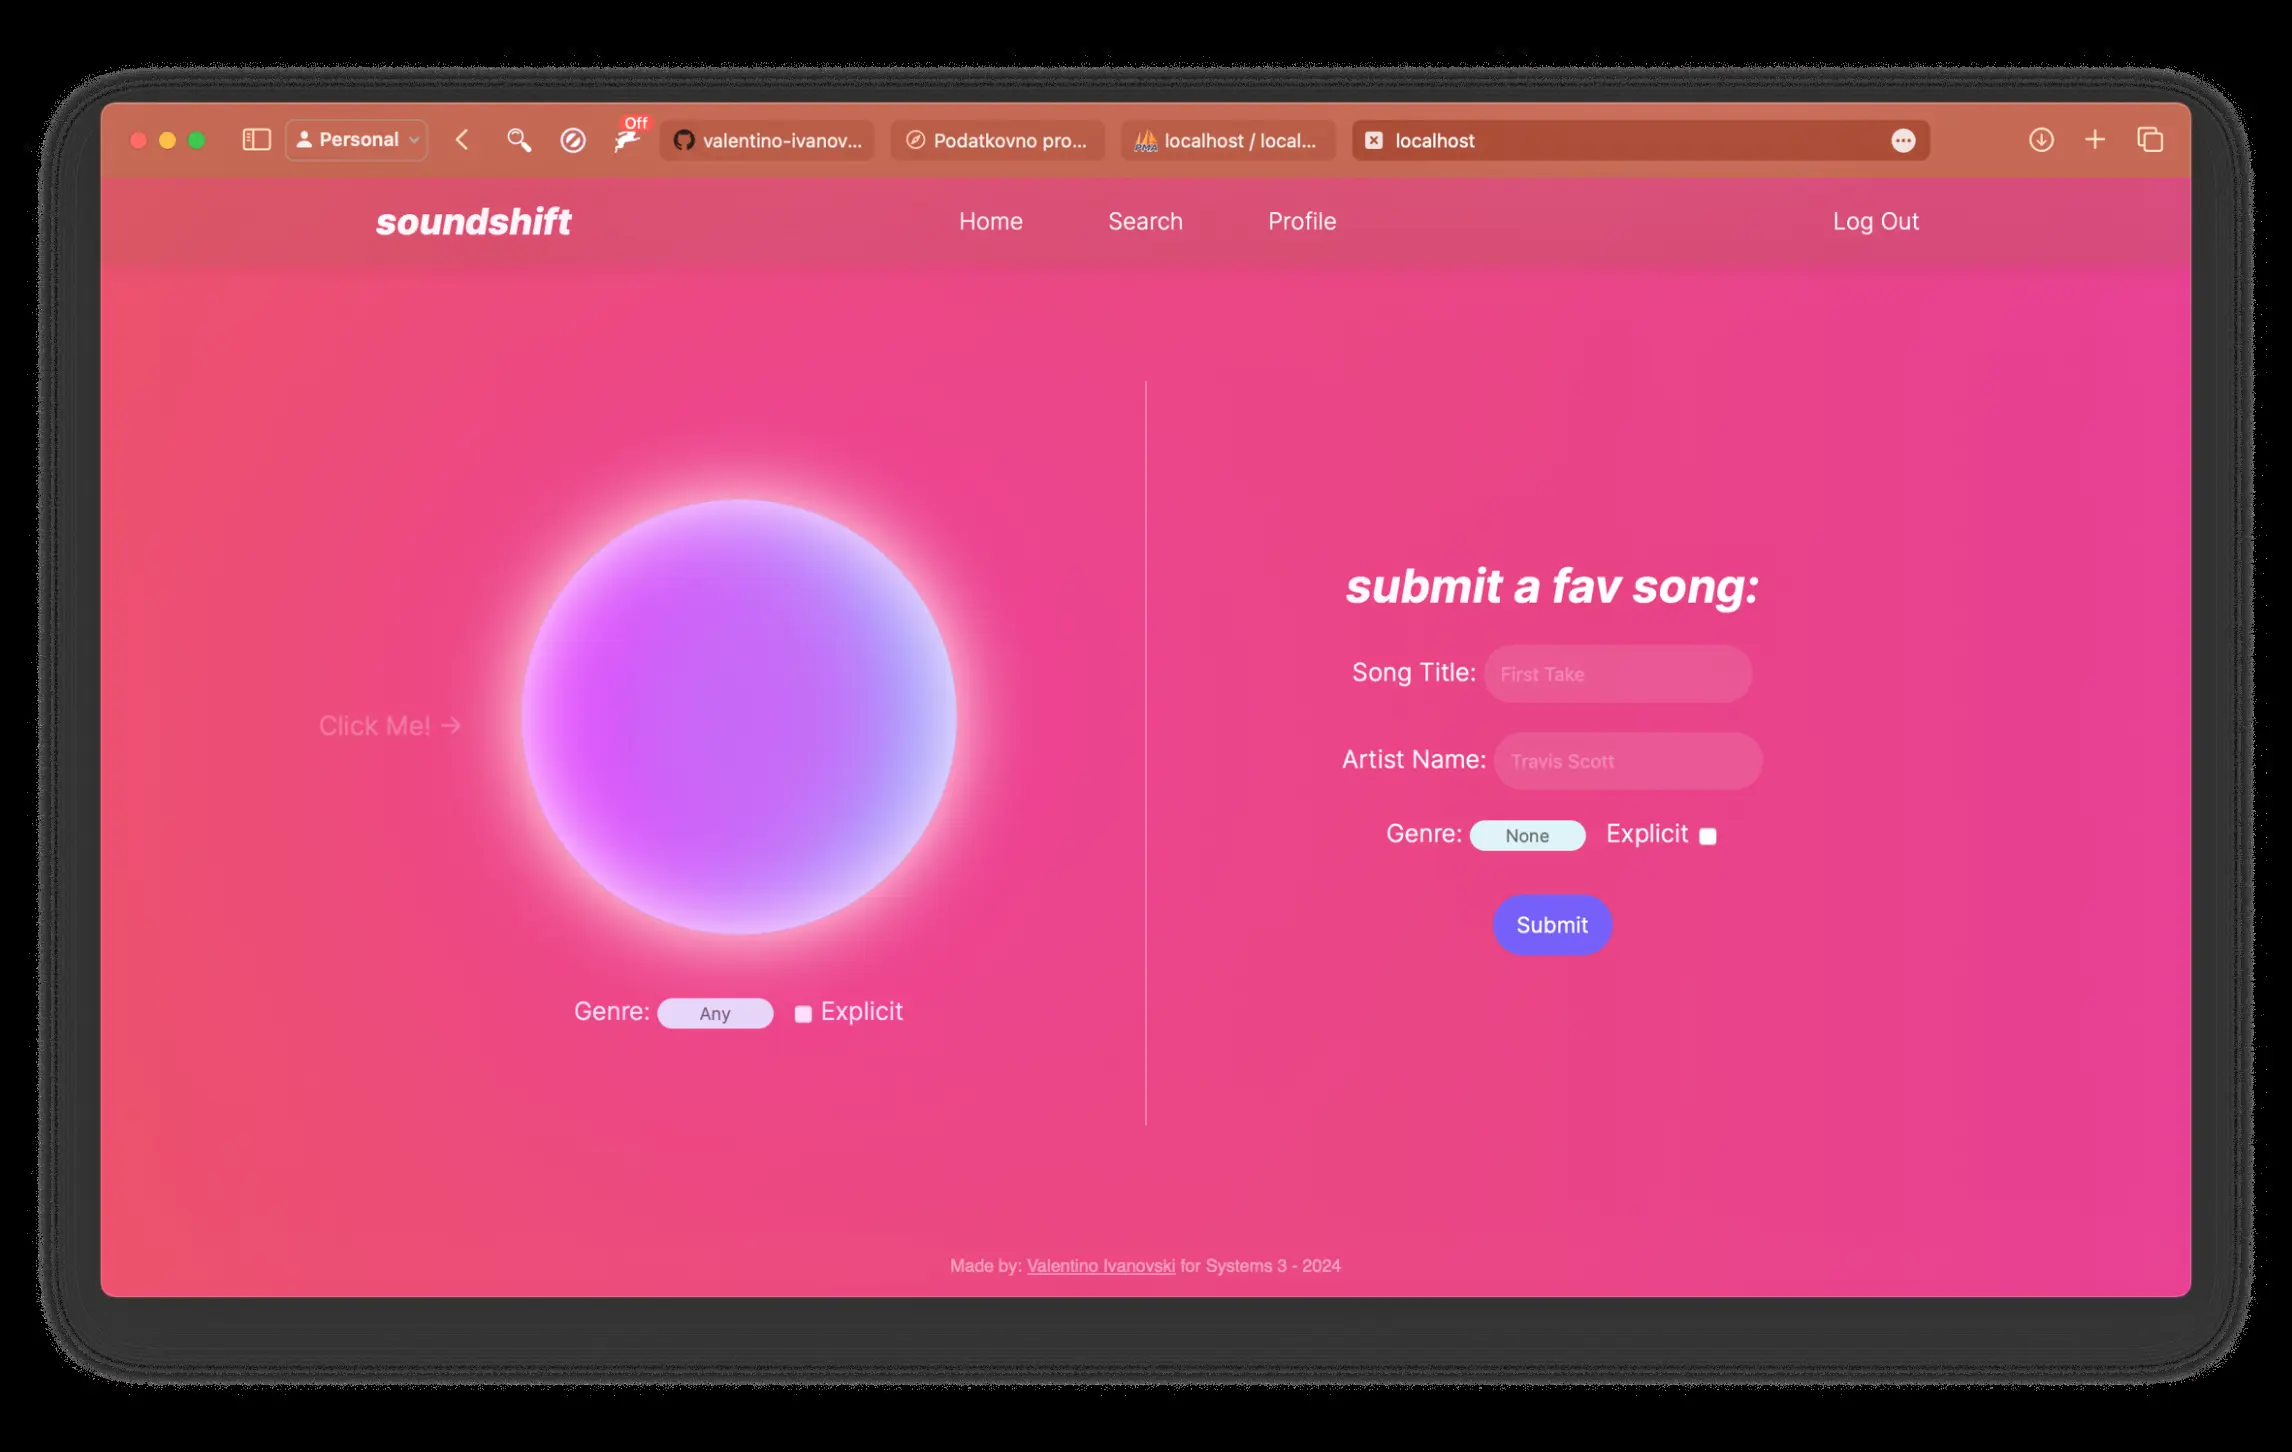 Personal
Off
valentino-ivanov...
Podatkovno pro...
PMA
localhost / local...
localhost
soundshift
Home
Search
Profile
Log Out
Click Me! →
Genre: Any Explicit
submit a fav song:
Song Title: First Take
Artist Name: Travis Scott
Genre: None Explicit
Submit
Made by: Valentino Ivanovski for Systems 3 - 2024